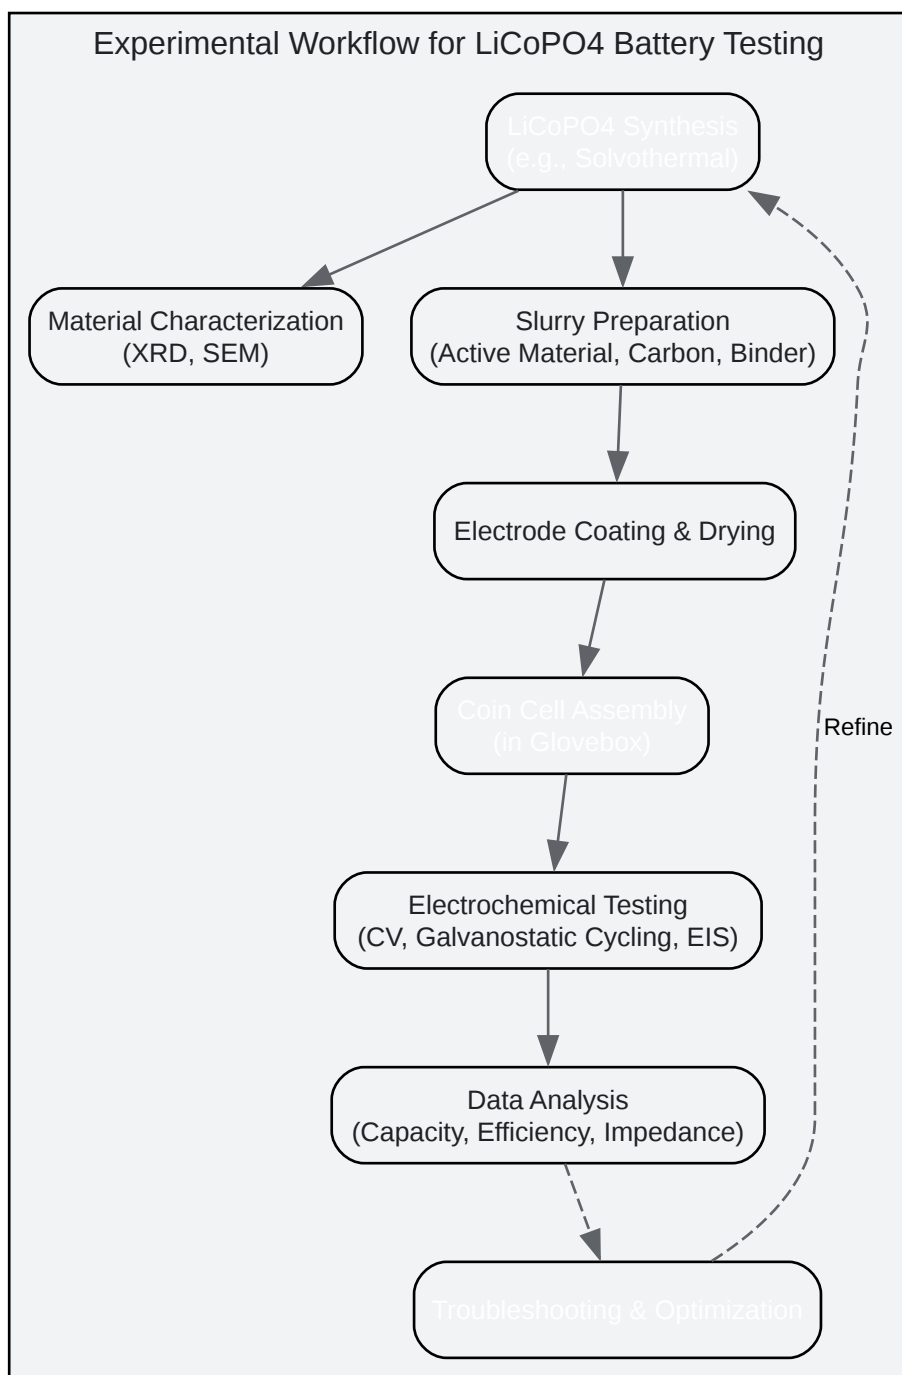 Experimental Workflow for LiCoPO4 Battery Testing
LiCoPO4 Synthesis
(e.g., Solvothermal)
Material Characterization
(XRD, SEM)
Slurry Preparation
(Active Material, Carbon, Binder)
Electrode Coating & Drying
Coin Cell Assembly
(in Glovebox)
Refine
Electrochemical Testing
(CV, Galvanostatic Cycling, EIS)
Data Analysis
(Capacity, Efficiency, Impedance)
Troubleshooting & Optimization